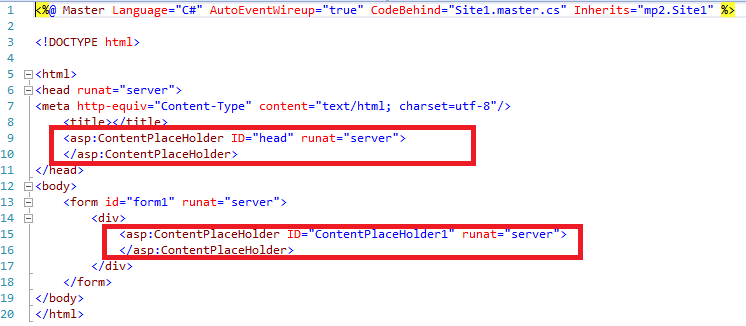 1 <%@ Master Language="C#" AutoEventWireup="true" CodeBehind="Site1.master.cs" Inherits="mp2.Site1" %>
2
3 <!DOCTYPE html>
4
5 <html>
6 <head runat="server">
7 <meta http-equiv="Content-Type" content="text/html; charset=utf-8"/>
8 <title></title>
9 <asp:ContentPlaceHolder ID="head" runat="server">
10 </asp:ContentPlaceHolder>
11 </head>
12 <body>
13 <form id="form1" runat="server">
14 <div>
15 <asp:ContentPlaceHolder ID="ContentPlaceHolder1" runat="server">
16 </asp:ContentPlaceHolder>
17 </div>
18 </form>
19 </body>
20 </html>